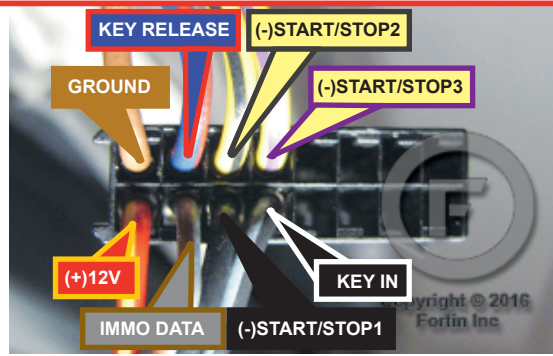 KEY RELEASE
(-)START/STOP2
GROUND
(-)START/STOP3
(+)12V
KEY IN
IMMO DATA
(-)START/STOP1
Copyright © 2016
Fortin Inc